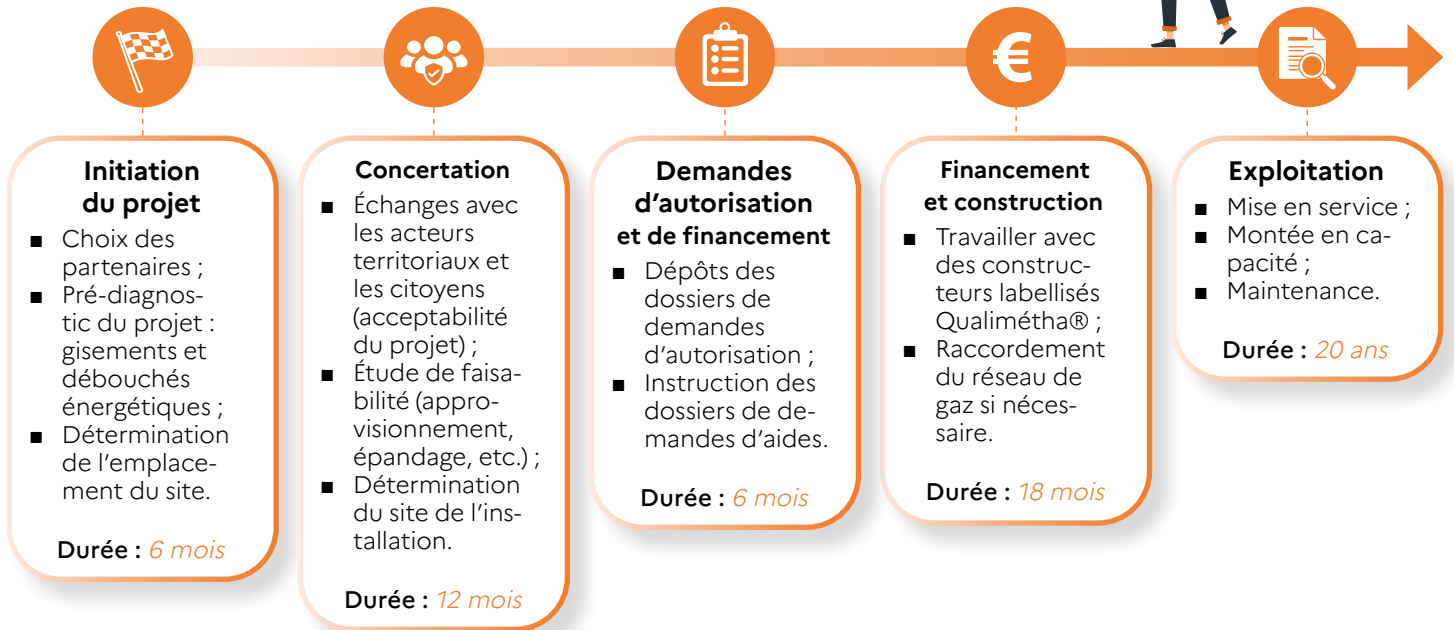 Initiation
du projet
■ Choix des
partenaires ;
■ Pré-diagnos-
tic du projet :
gisements et
débouchés
énergétiques ;
■ Détermination
de l'emplace-
ment du site.
Durée : 6 mois
Concertation
■ Échanges avec
les acteurs
territoriaux et
les citoyens
(acceptabilité
du projet) ;
■ Étude de faisa-
bilité (appro-
visionnement,
épandage, etc.) ;
■ Détermination
du site de l'ins-
tallation.
Durée : 12 mois
Demandes
d'autorisation
et de financement
■ Dépôts des
dossiers de
demandes
d'autorisation ;
■ Instruction des
dossiers de de-
mandes d'aides.
Durée : 6 mois
€
Financement
et construction
■ Travailler avec
des construc-
teurs labellisés
Qualimétha® ;
■ Raccordement
du réseau de
gaz si néces-
saire.
Durée : 18 mois
Exploitation
■ Mise en service ;
■ Montée en ca-
pacité ;
■ Maintenance.
Durée : 20 ans